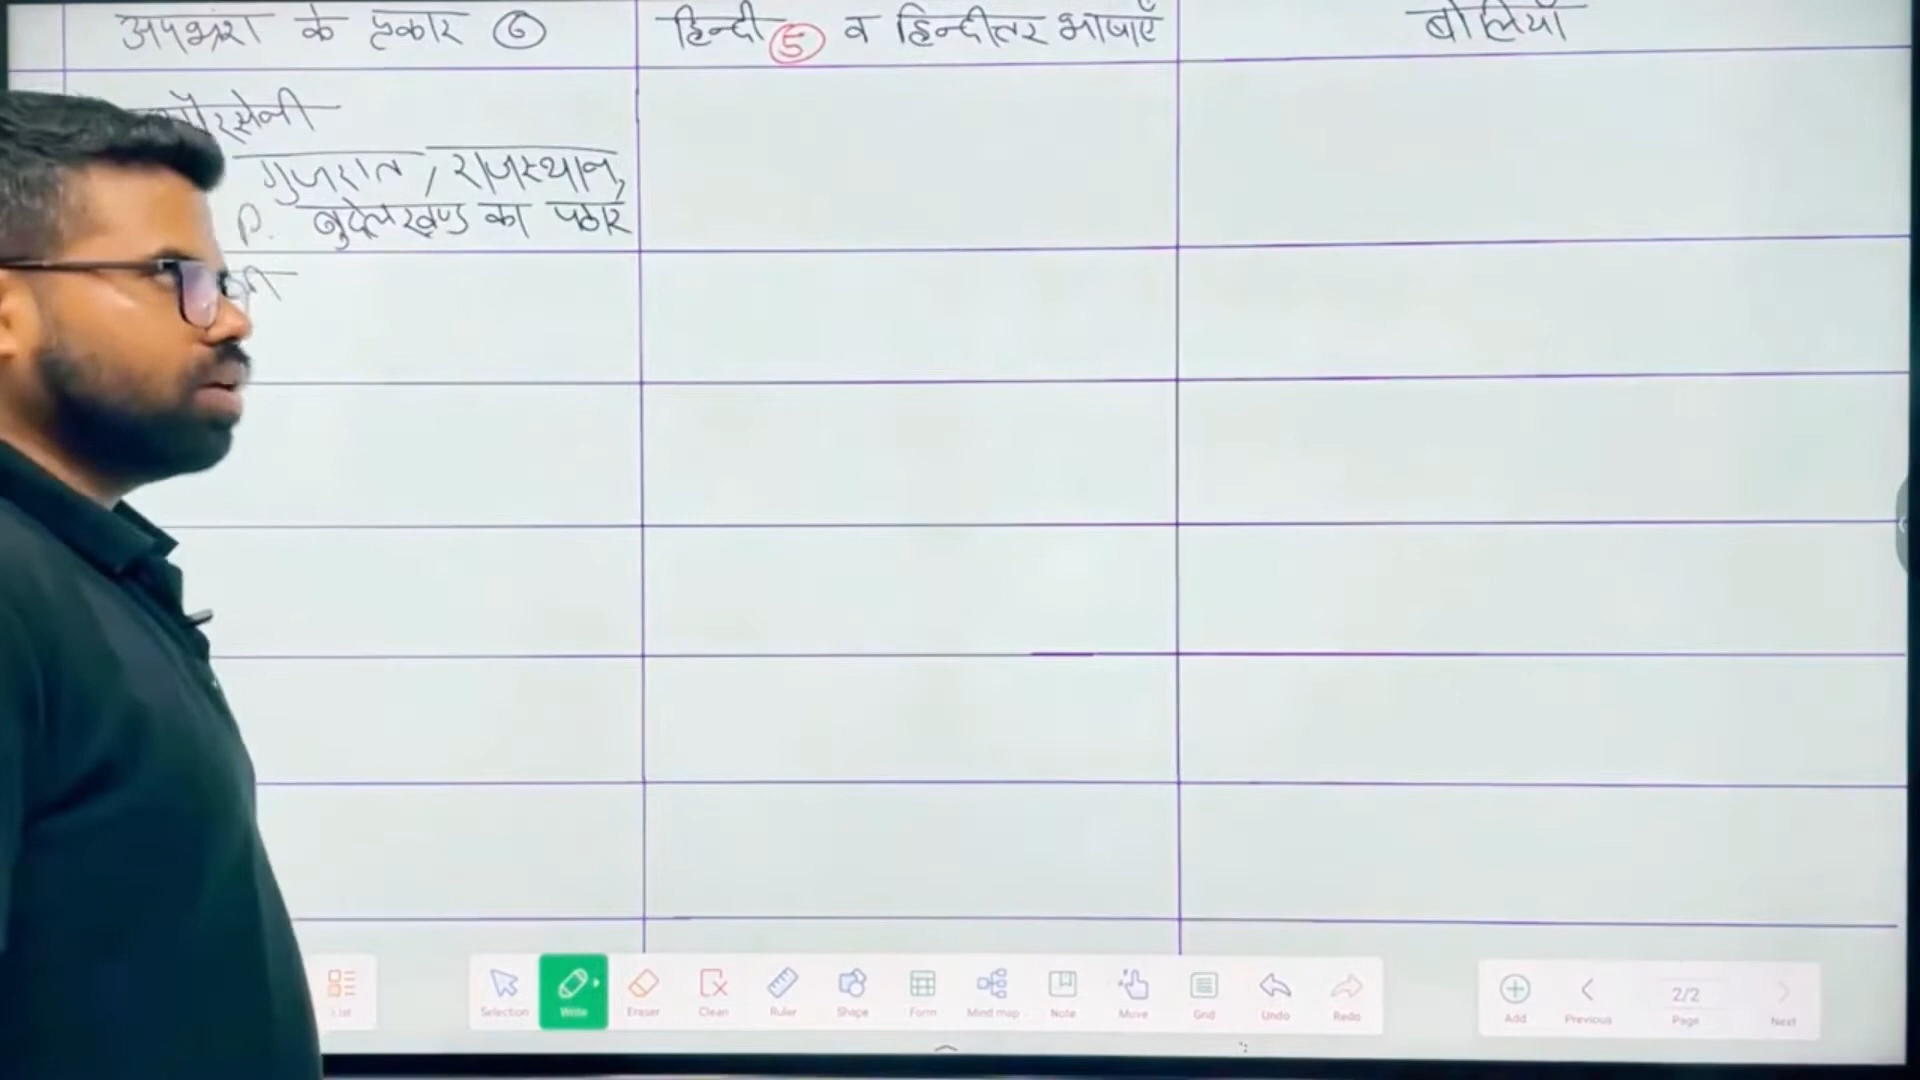 अपभ्रंश के प्रकार ⑥
हिन्दी ⑤ व हिन्दीतर भाषाएँ
बोलियाँ
शौरसेनी
गुजरात, राजस्थान,
P. बुंदेलखण्ड का पठार
List
Selection
Write
Eraser
Clean
Ruler
Shape
Form
Mind map
Note
Move
Grid
Undo
Redo
Add
Previous
2/2
Page
Next